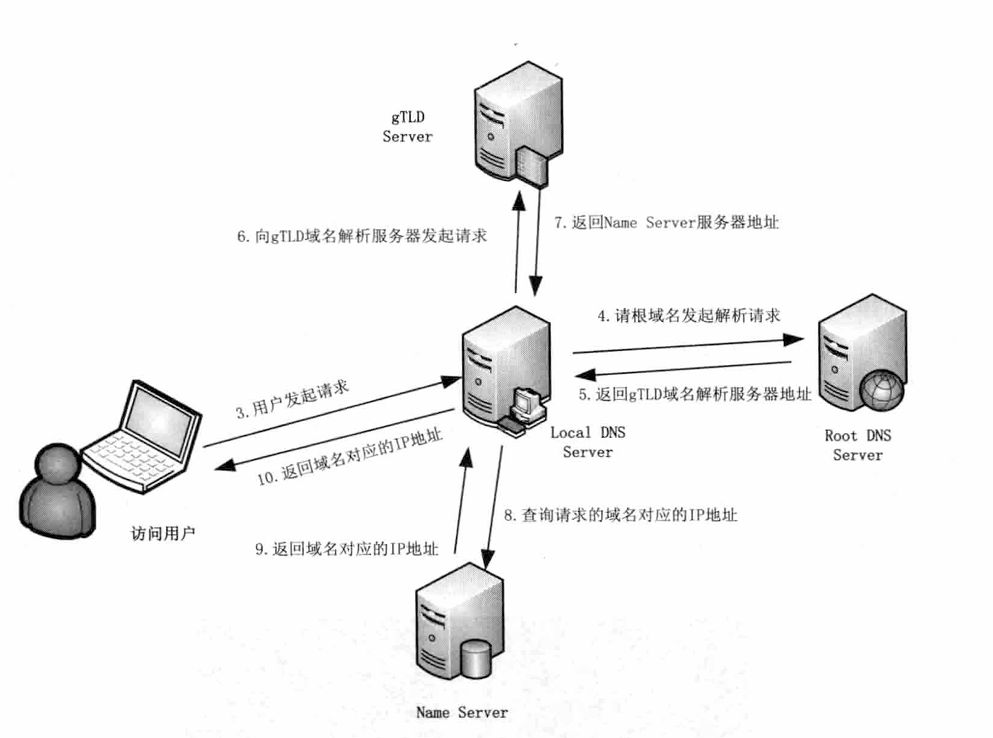 gTLD
Server
6.向gTLD域名解析服务器发起请求
7.返回Name Server服务器地址
4.请根域名发起解析请求
3.用户发起请求
5.返回gTLD域名解析服务器地址
Local DNS
Server
Root DNS
Server
10.返回域名对应的IP地址
访问用户
8.查询请求的域名对应的IP地址
9.返回域名对应的IP地址
Name Server